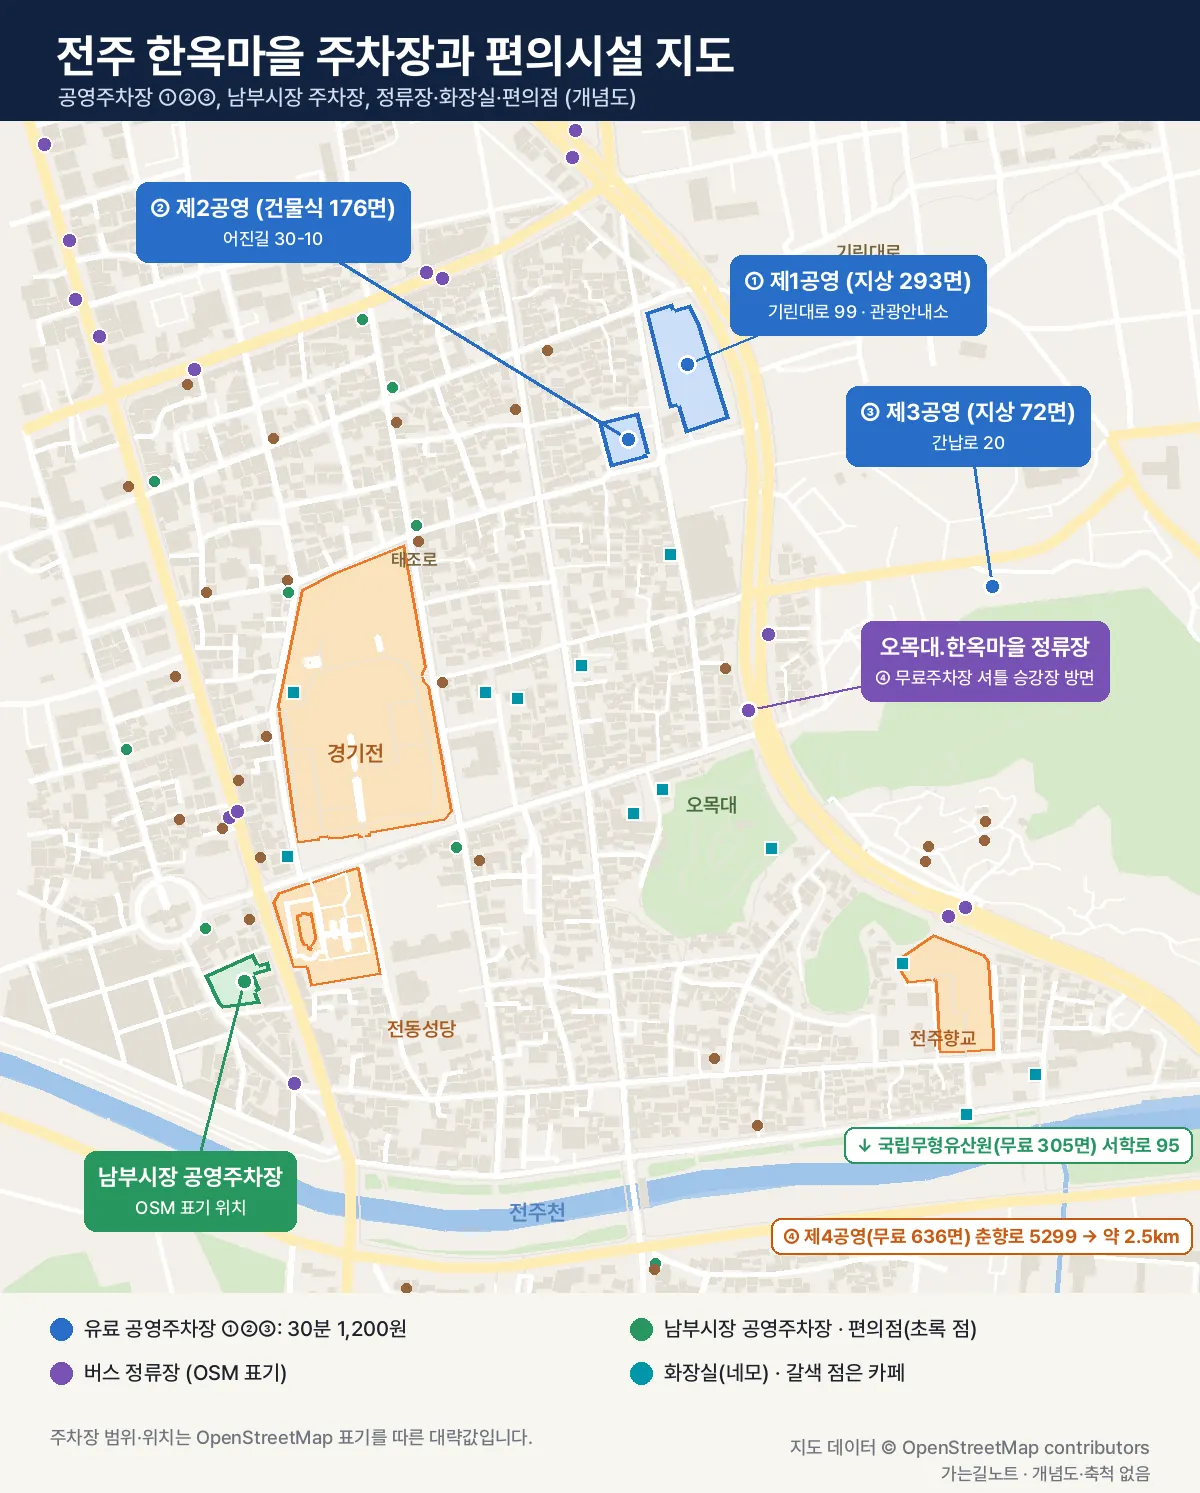 전주 한옥마을 주차장과 편의시설 지도
공영주차장 ①②③, 남부시장 주차장, 정류장·화장실·편의점 (개념도)
② 제2공영 (건물식 176면)
어진길 30-10
기린대로
① 제1공영 (지상 293면)
기린대로 99 · 관광안내소
③ 제3공영 (지상 72면)
간납로 20
태조로
오목대.한옥마을 정류장
④ 무료주차장 셔틀 승강장 방면
경기전
오목대
전동성당
전주향교
남부시장 공영주차장
OSM 표기 위치
↓ 국립무형유산원(무료 305면) 서학로 95
전주천
④ 제4공영(무료 636면) 춘향로 5299 → 약 2.5km
유료 공영주차장 ①②③: 30분 1,200원
남부시장 공영주차장 · 편의점(초록 점)
버스 정류장 (OSM 표기)
화장실(네모) · 갈색 점은 카페
주차장 범위·위치는 OpenStreetMap 표기를 따른 대략값입니다.
지도 데이터 © OpenStreetMap contributors
가는길노트 · 개념도·축척 없음